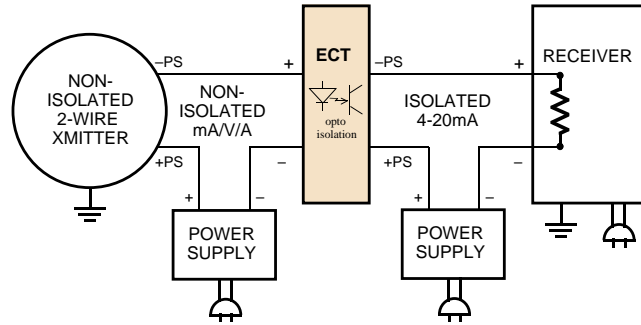 –PS
+
ECT
–PS
+
RECEIVER
NON-
ISOLATED
2-WIRE
XMITTER
NON-
ISOLATED
mA/V/A
opto
isolation
ISOLATED
4-20mA
+PS
–
+PS
–
+
–
+
–
POWER
SUPPLY
POWER
SUPPLY